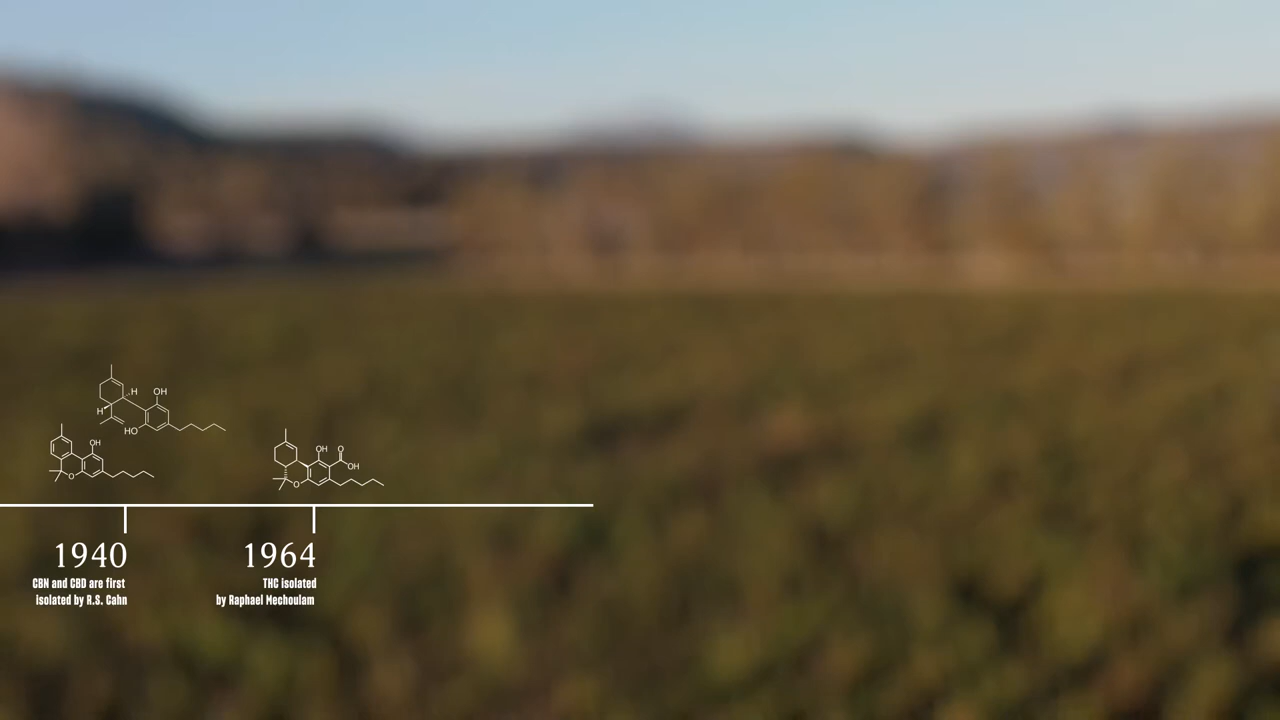 H
OH
H
HO
OH
O
OH
O
OH
O
1940
CBN and CBD are first
isolated by R.S. Cahn
1964
THC isolated
by Raphael Mechoulam